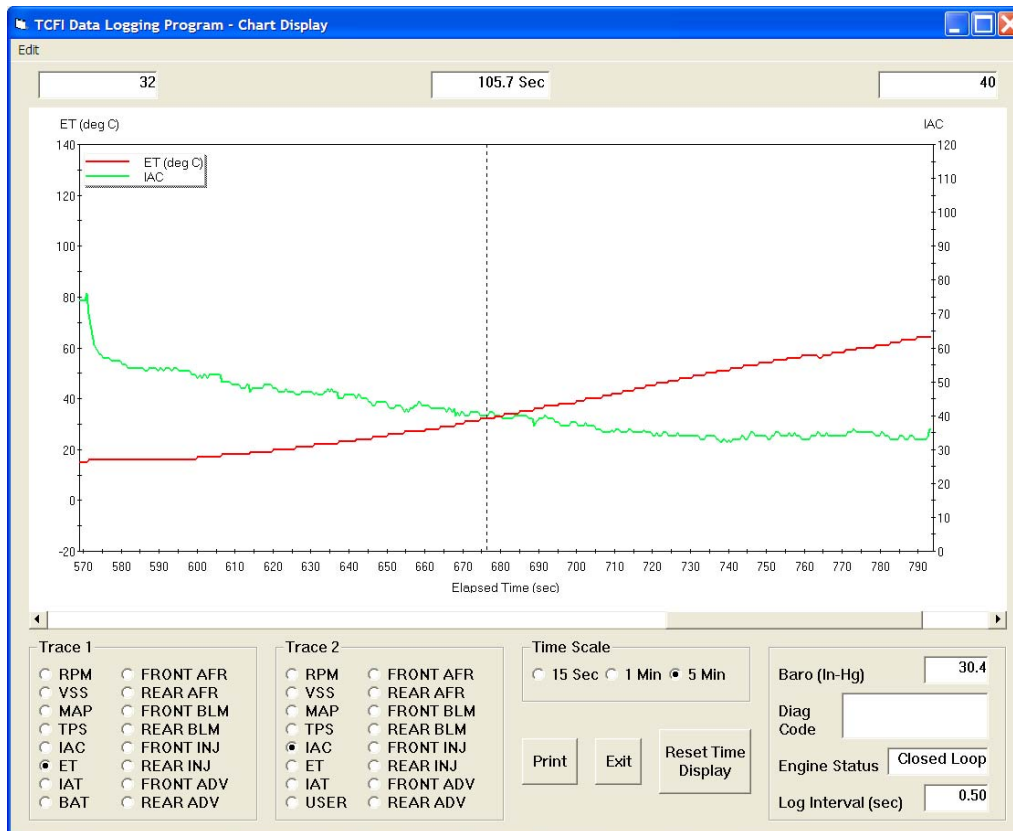 TCFI Data Logging Program - Chart Display
Edit
32
105.7 Sec
40
ET (deg C)
IAC
ET (deg C)
IAC
140
120
100
80
60
40
20
0
-20
120
110
100
90
80
70
60
50
40
30
20
10
0
570 580 590 600 610 620 630 640 650 660 670 680 690 700 710 720 730 740 750 760 770 780 790
Elapsed Time (sec)
Trace 1
RPM FRONT AFR
VSS REAR AFR
MAP FRONT BLM
TPS REAR BLM
IAC FRONT INJ
ET REAR INJ
IAT FRONT ADV
BAT REAR ADV
Trace 2
RPM FRONT AFR
VSS REAR AFR
MAP FRONT BLM
TPS REAR BLM
IAC FRONT INJ
ET REAR INJ
IAT FRONT ADV
USER REAR ADV
Time Scale
15 Sec 1 Min 5 Min
Print
Exit
Reset Time
Display
Baro (In-Hg) 30.4
Diag
Code
Engine Status Closed Loop
Log Interval (sec) 0.50